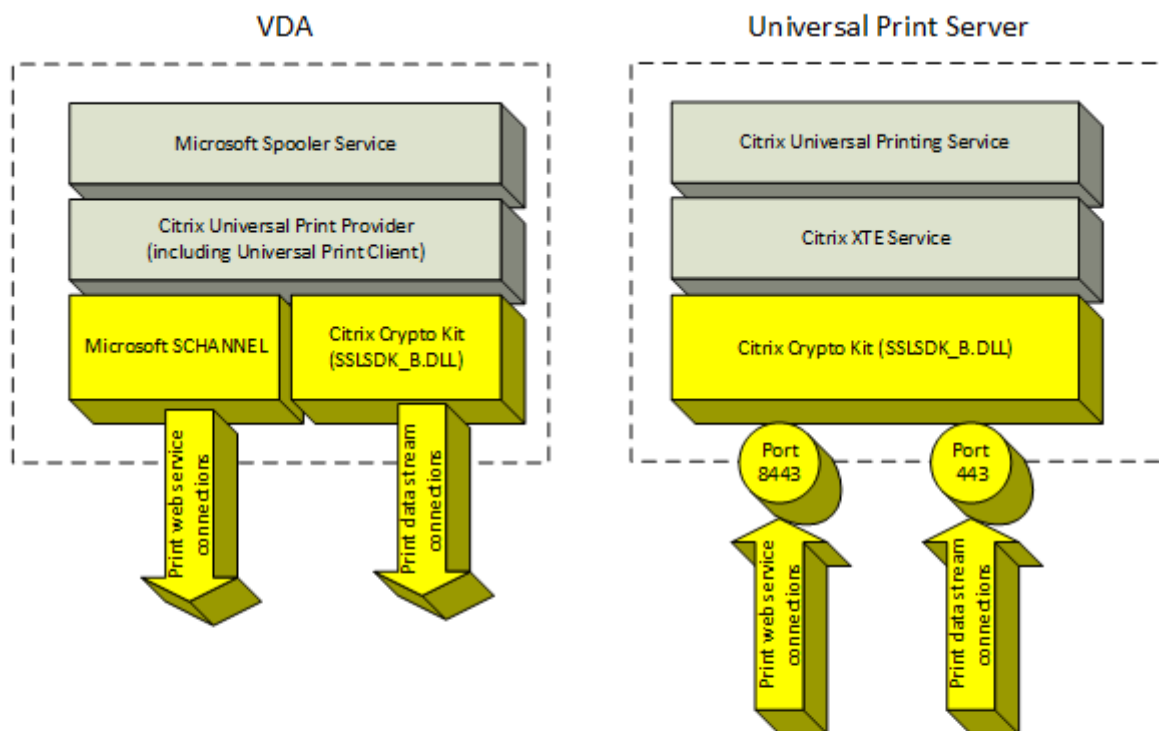 VDA
Microsoft Spooler Service
Citrix Universal Print Provider
(including Universal Print Client)
Microsoft SCHANNEL
Citrix Crypto Kit
(SSLSDK_B.DLL)
Print web service
connections
Print data stream
connections
Universal Print Server
Citrix Universal Printing Service
Citrix XTE Service
Citrix Crypto Kit (SSLSDK_B.DLL)
Port
8443
Port
443
Print web service
connections
Print data stream
connections